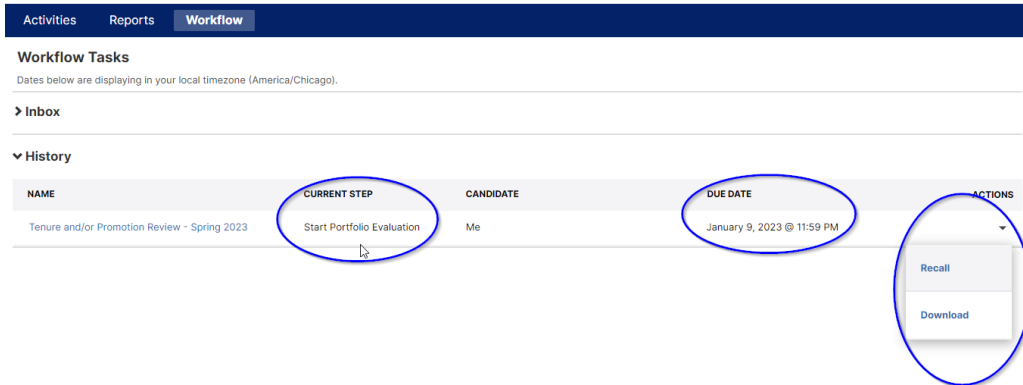 Activities Reports Workflow
Workflow Tasks
Dates below are displaying in your local timezone (America/Chicago).
Inbox
History
NAME CURRENT STEP CANDIDATE DUE DATE ACTIONS
Tenure and/or Promotion Review - Spring 2023 Start Portfolio Evaluation Me January 9, 2023 @ 11:59 PM
Recall
Download